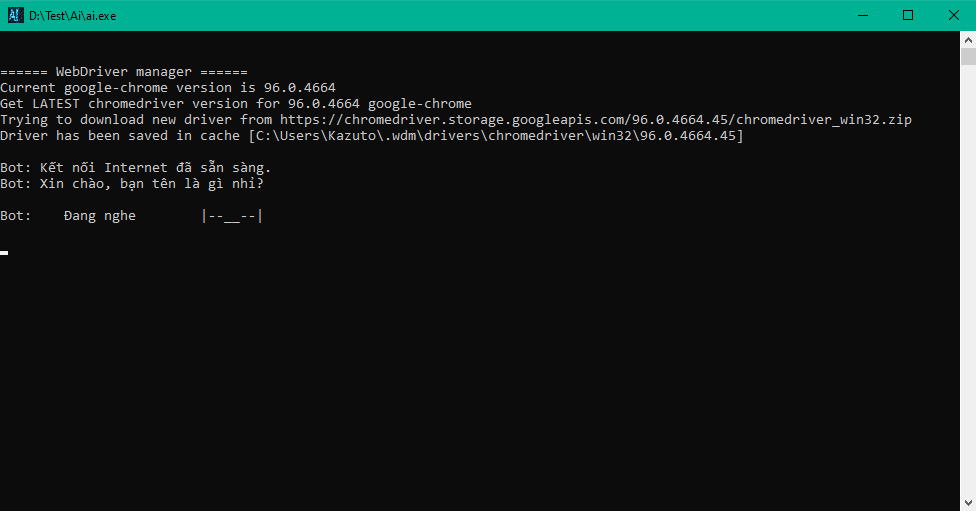 AI D:\Test\Ai\ai.exe
====== WebDriver manager ======
Current google-chrome version is 96.0.4664
Get LATEST chromedriver version for 96.0.4664 google-chrome
Trying to download new driver from https://chromedriver.storage.googleapis.com/96.0.4664.45/chromedriver_win32.zip
Driver has been saved in cache [C:\Users\Kazuto\.wdm\drivers\chromedriver\win32\96.0.4664.45]
Bot: Kết nối Internet đã sẵn sàng.
Bot: Xin chào, bạn tên là gì nhỉ?
Bot:    Đang nghe        |--__--|